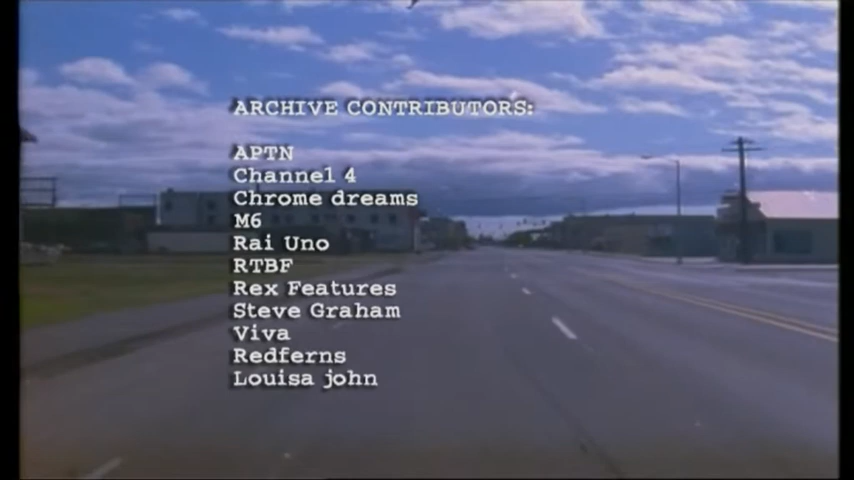 ARCHIVE CONTRIBUTORS:
APTN
Channel 4
Chrome dreams
M6
Rai Uno
RTBF
Rex Features
Steve Graham
Viva
Redferns
Louisa john